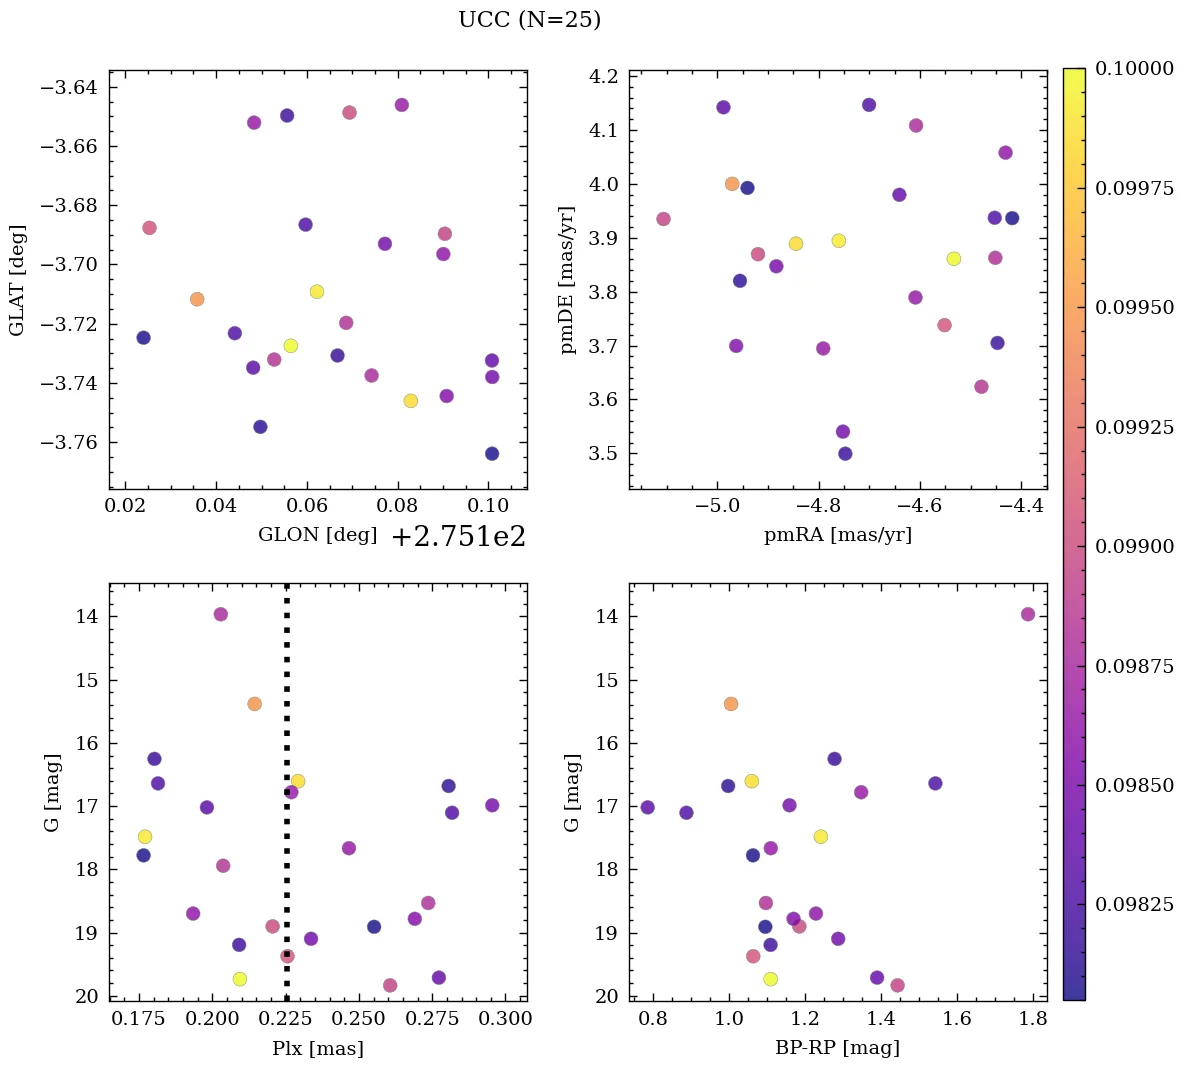 UCC (N=25)
−3.64
−3.66
−3.68
−3.70
−3.72
−3.74
−3.76
GLAT [deg]
0.02 0.04 0.06 0.08 0.10
GLON [deg] +2.751e2
4.2
4.1
4.0
3.9
3.8
3.7
3.6
3.5
pmDE [mas/yr]
−5.0 −4.8 −4.6 −4.4
pmRA [mas/yr]
14
15
16
17
18
19
20
G [mag]
0.175 0.200 0.225 0.250 0.275 0.300
Plx [mas]
14
15
16
17
18
19
20
G [mag]
0.8 1.0 1.2 1.4 1.6 1.8
BP-RP [mag]
0.10000
0.09975
0.09950
0.09925
0.09900
0.09875
0.09850
0.09825